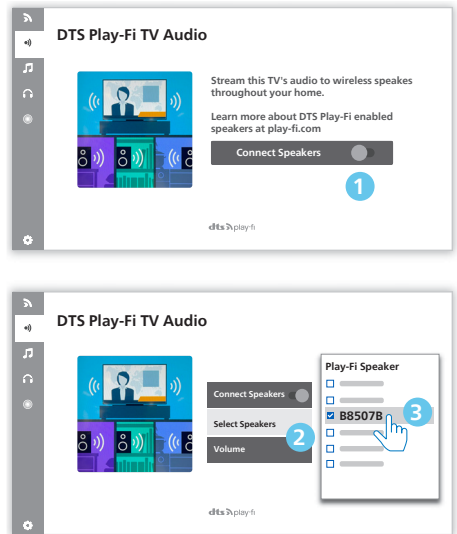 DTS Play-Fi TV Audio
Stream this TV's audio to wireless speakes
throughout your home.
Learn more about DTS Play-Fi enabled
speakers at play-fi.com
Connect Speakers
1
dts play-fi
DTS Play-Fi TV Audio
Connect Speakers
Select Speakers
2
Volume
Play-Fi Speaker
B8507B
3
dts play-fi